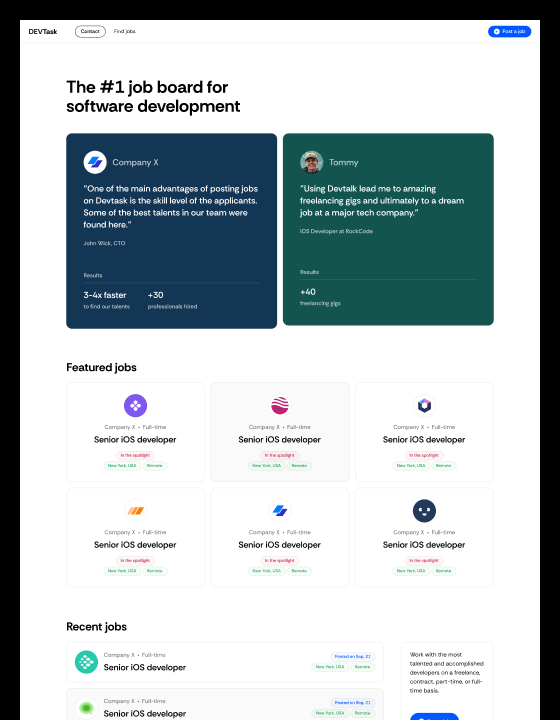 DEVTask
Contact
Find jobs
Post a job
The #1 job board for
software development
Company X
"One of the main advantages of posting jobs
on Devtask is the skill level of the applicants.
Some of the best talents in our team were
found here."
John Wick, CTO
Results
3-4x faster
+30
to find our talents
professionals hired
Tommy
"Using Devtalk lead me to amazing
freelancing gigs and ultimately to a dream
job at a major tech company."
iOS Developer at RockCode
Results
+40
freelancing gigs
Featured jobs
Company X • Full-time
Senior iOS developer
In the spotlight
New York, USA
Remote
Company X • Full-time
Senior iOS developer
In the spotlight
New York, USA
Remote
Company X • Full-time
Senior iOS developer
In the spotlight
New York, USA
Remote
Company X • Full-time
Senior iOS developer
In the spotlight
New York, USA
Remote
Company X • Full-time
Senior iOS developer
In the spotlight
New York, USA
Remote
Company X • Full-time
Senior iOS developer
In the spotlight
New York, USA
Remote
Recent jobs
Company X • Full-time
Senior iOS developer
Posted on Sep. 21
New York, USA
Remote
Company X • Full-time
Senior iOS developer
Posted on Sep. 21
New York, USA
Remote
Work with the most
talented and accomplished
developers on a freelance,
contract, part-time, or full-
time basis.